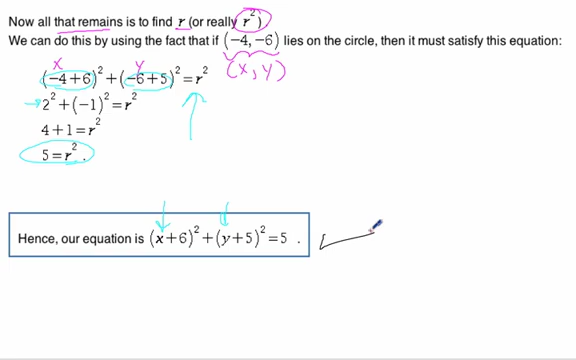 Now all that remains is to find r (or really r²)
We can do this by using the fact that if (−4,−6) lies on the circle, then it must satisfy this equation:
x y (x, y)
(−4+6)²+(−6+5)²=r²
2²+(−1)²=r²
4+1=r²
5=r².
Hence, our equation is (x+6)²+(y+5)²=5 .